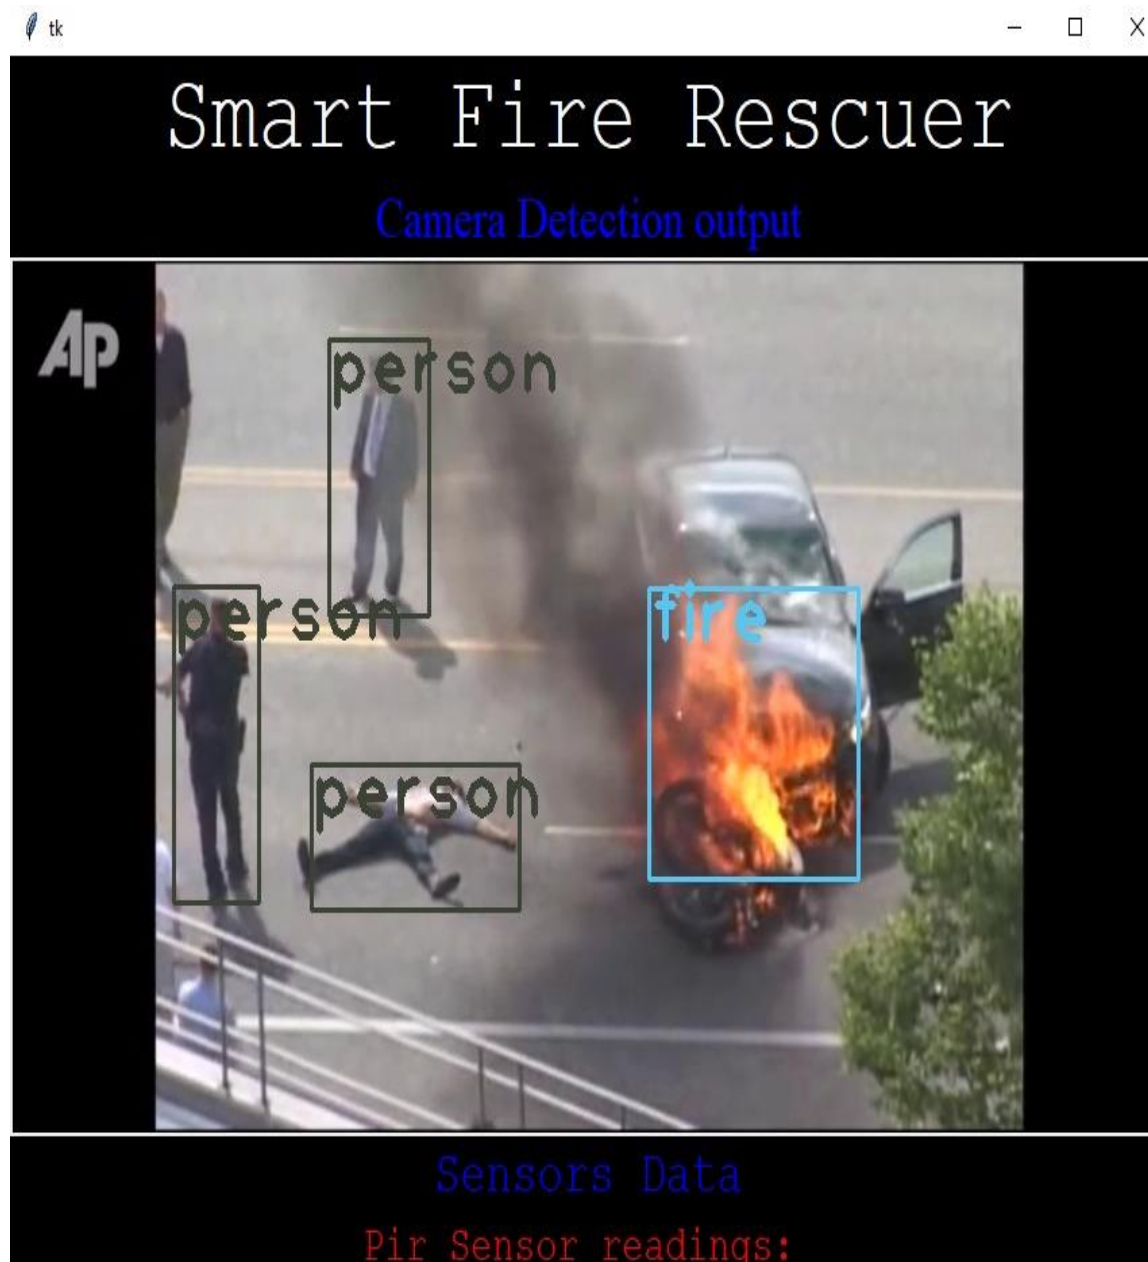 tk
Smart Fire Rescuer
Camera Detection output
AP
person
person
fire
person
Sensors Data
Pir Sensor readings: